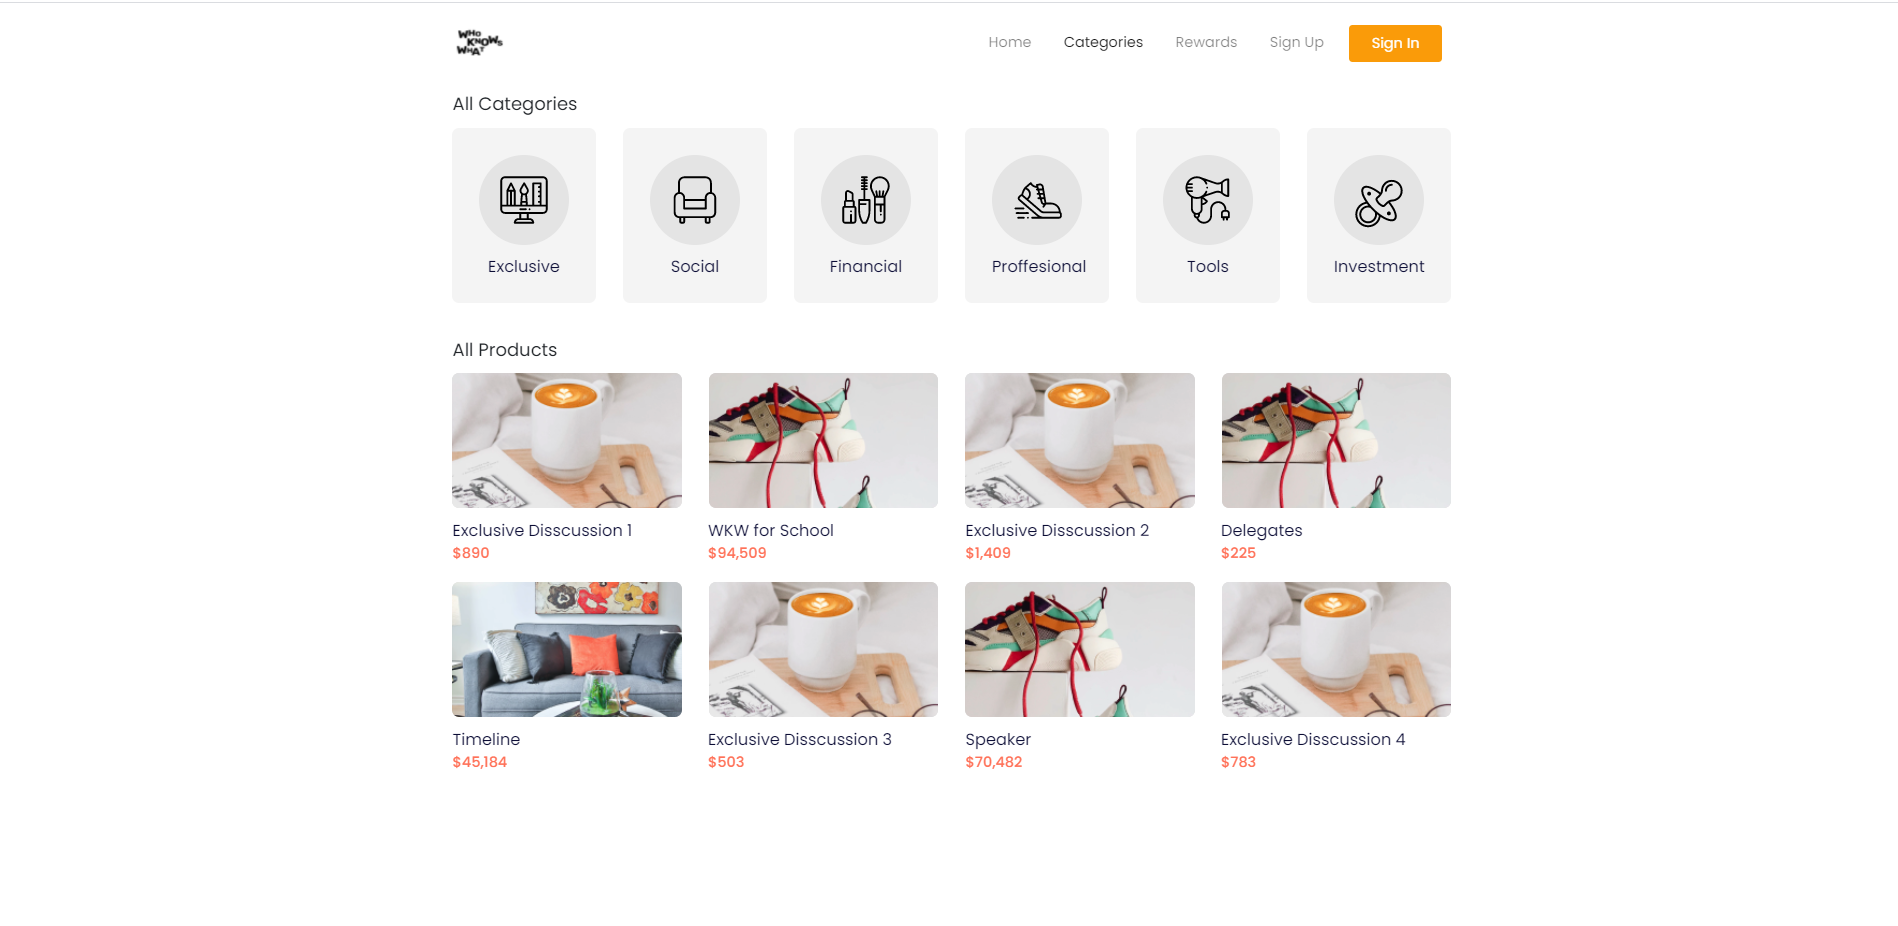 WHO
KNOWS
WHAT
Home Categories Rewards Sign Up Sign In
All Categories
Exclusive Social Financial Proffesional Tools Investment
All Products
Exclusive Disscussion 1 WKW for School Exclusive Disscussion 2 Delegates
$890 $94,509 $1,409 $225
Timeline Exclusive Disscussion 3 Speaker Exclusive Disscussion 4
$45,184 $503 $70,482 $783